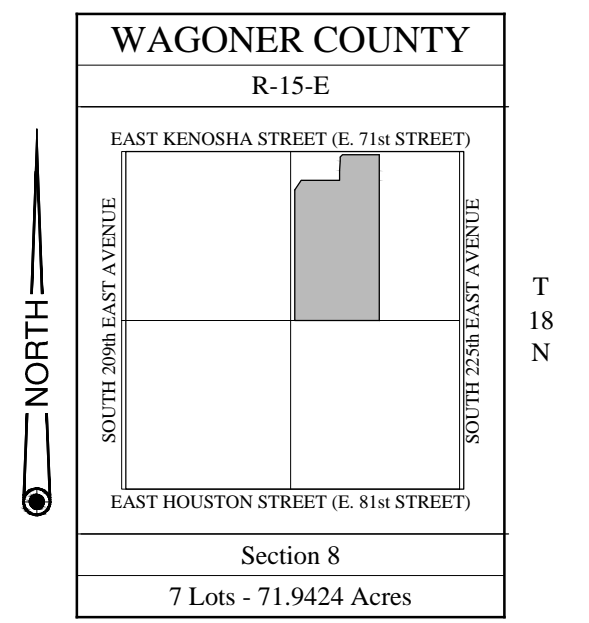 WAGONER COUNTY
R-15-E
EAST KENOSHA STREET (E. 71st STREET)
SOUTH 209th EAST AVENUE
SOUTH 225th EAST AVENUE
NORTH
T
18
N
EAST HOUSTON STREET (E. 81st STREET)
Section 8
7 Lots - 71.9424 Acres